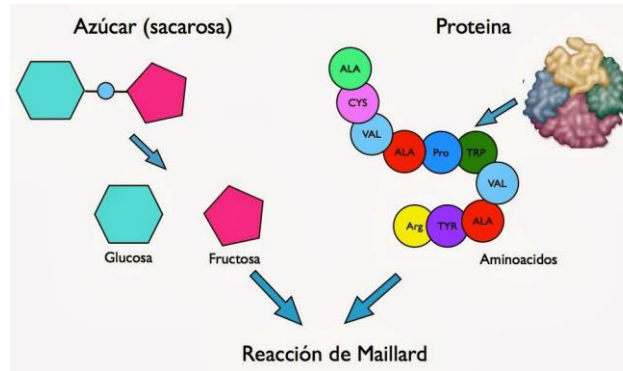 Azúcar (sacarosa)
Proteina
ALA
CYS
VAL
ALA
Pro
TRP
VAL
ALA
TYR
Arg
Glucosa
Fructosa
Aminoacidos
Reacción de Maillard